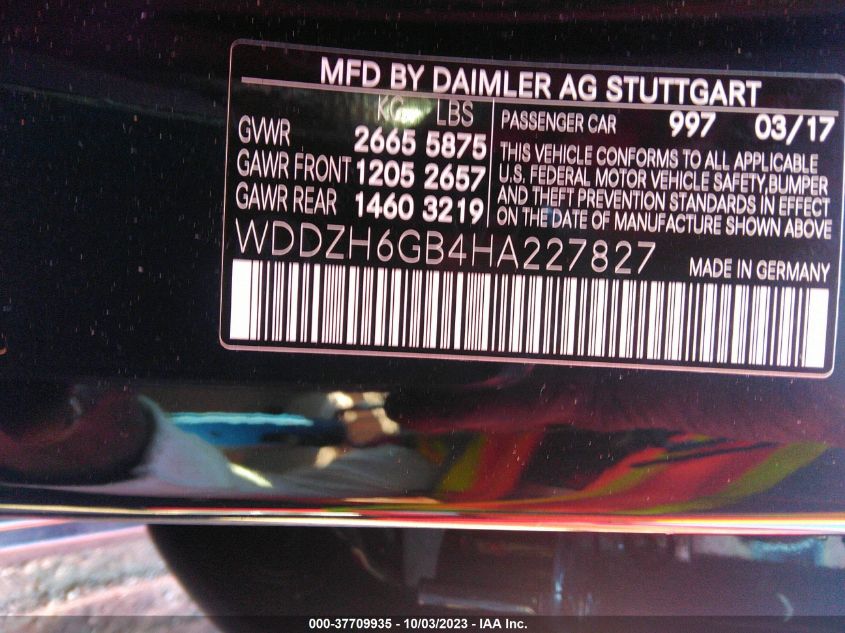 MFD BY DAIMLER AG STUTTGART
KG LBS
GVWR 2665 5875
GAWR FRONT 1205 2657
GAWR REAR 1460 3219
PASSENGER CAR 997 03/17
THIS VEHICLE CONFORMS TO ALL APPLICABLE
U.S. FEDERAL MOTOR VEHICLE SAFETY,BUMPER
AND THEFT PREVENTION STANDARDS IN EFFECT
ON THE DATE OF MANUFACTURE SHOWN ABOVE
WDDZH6GB4HA227827
MADE IN GERMANY
000-37709935 - 10/03/2023 - IAA Inc.